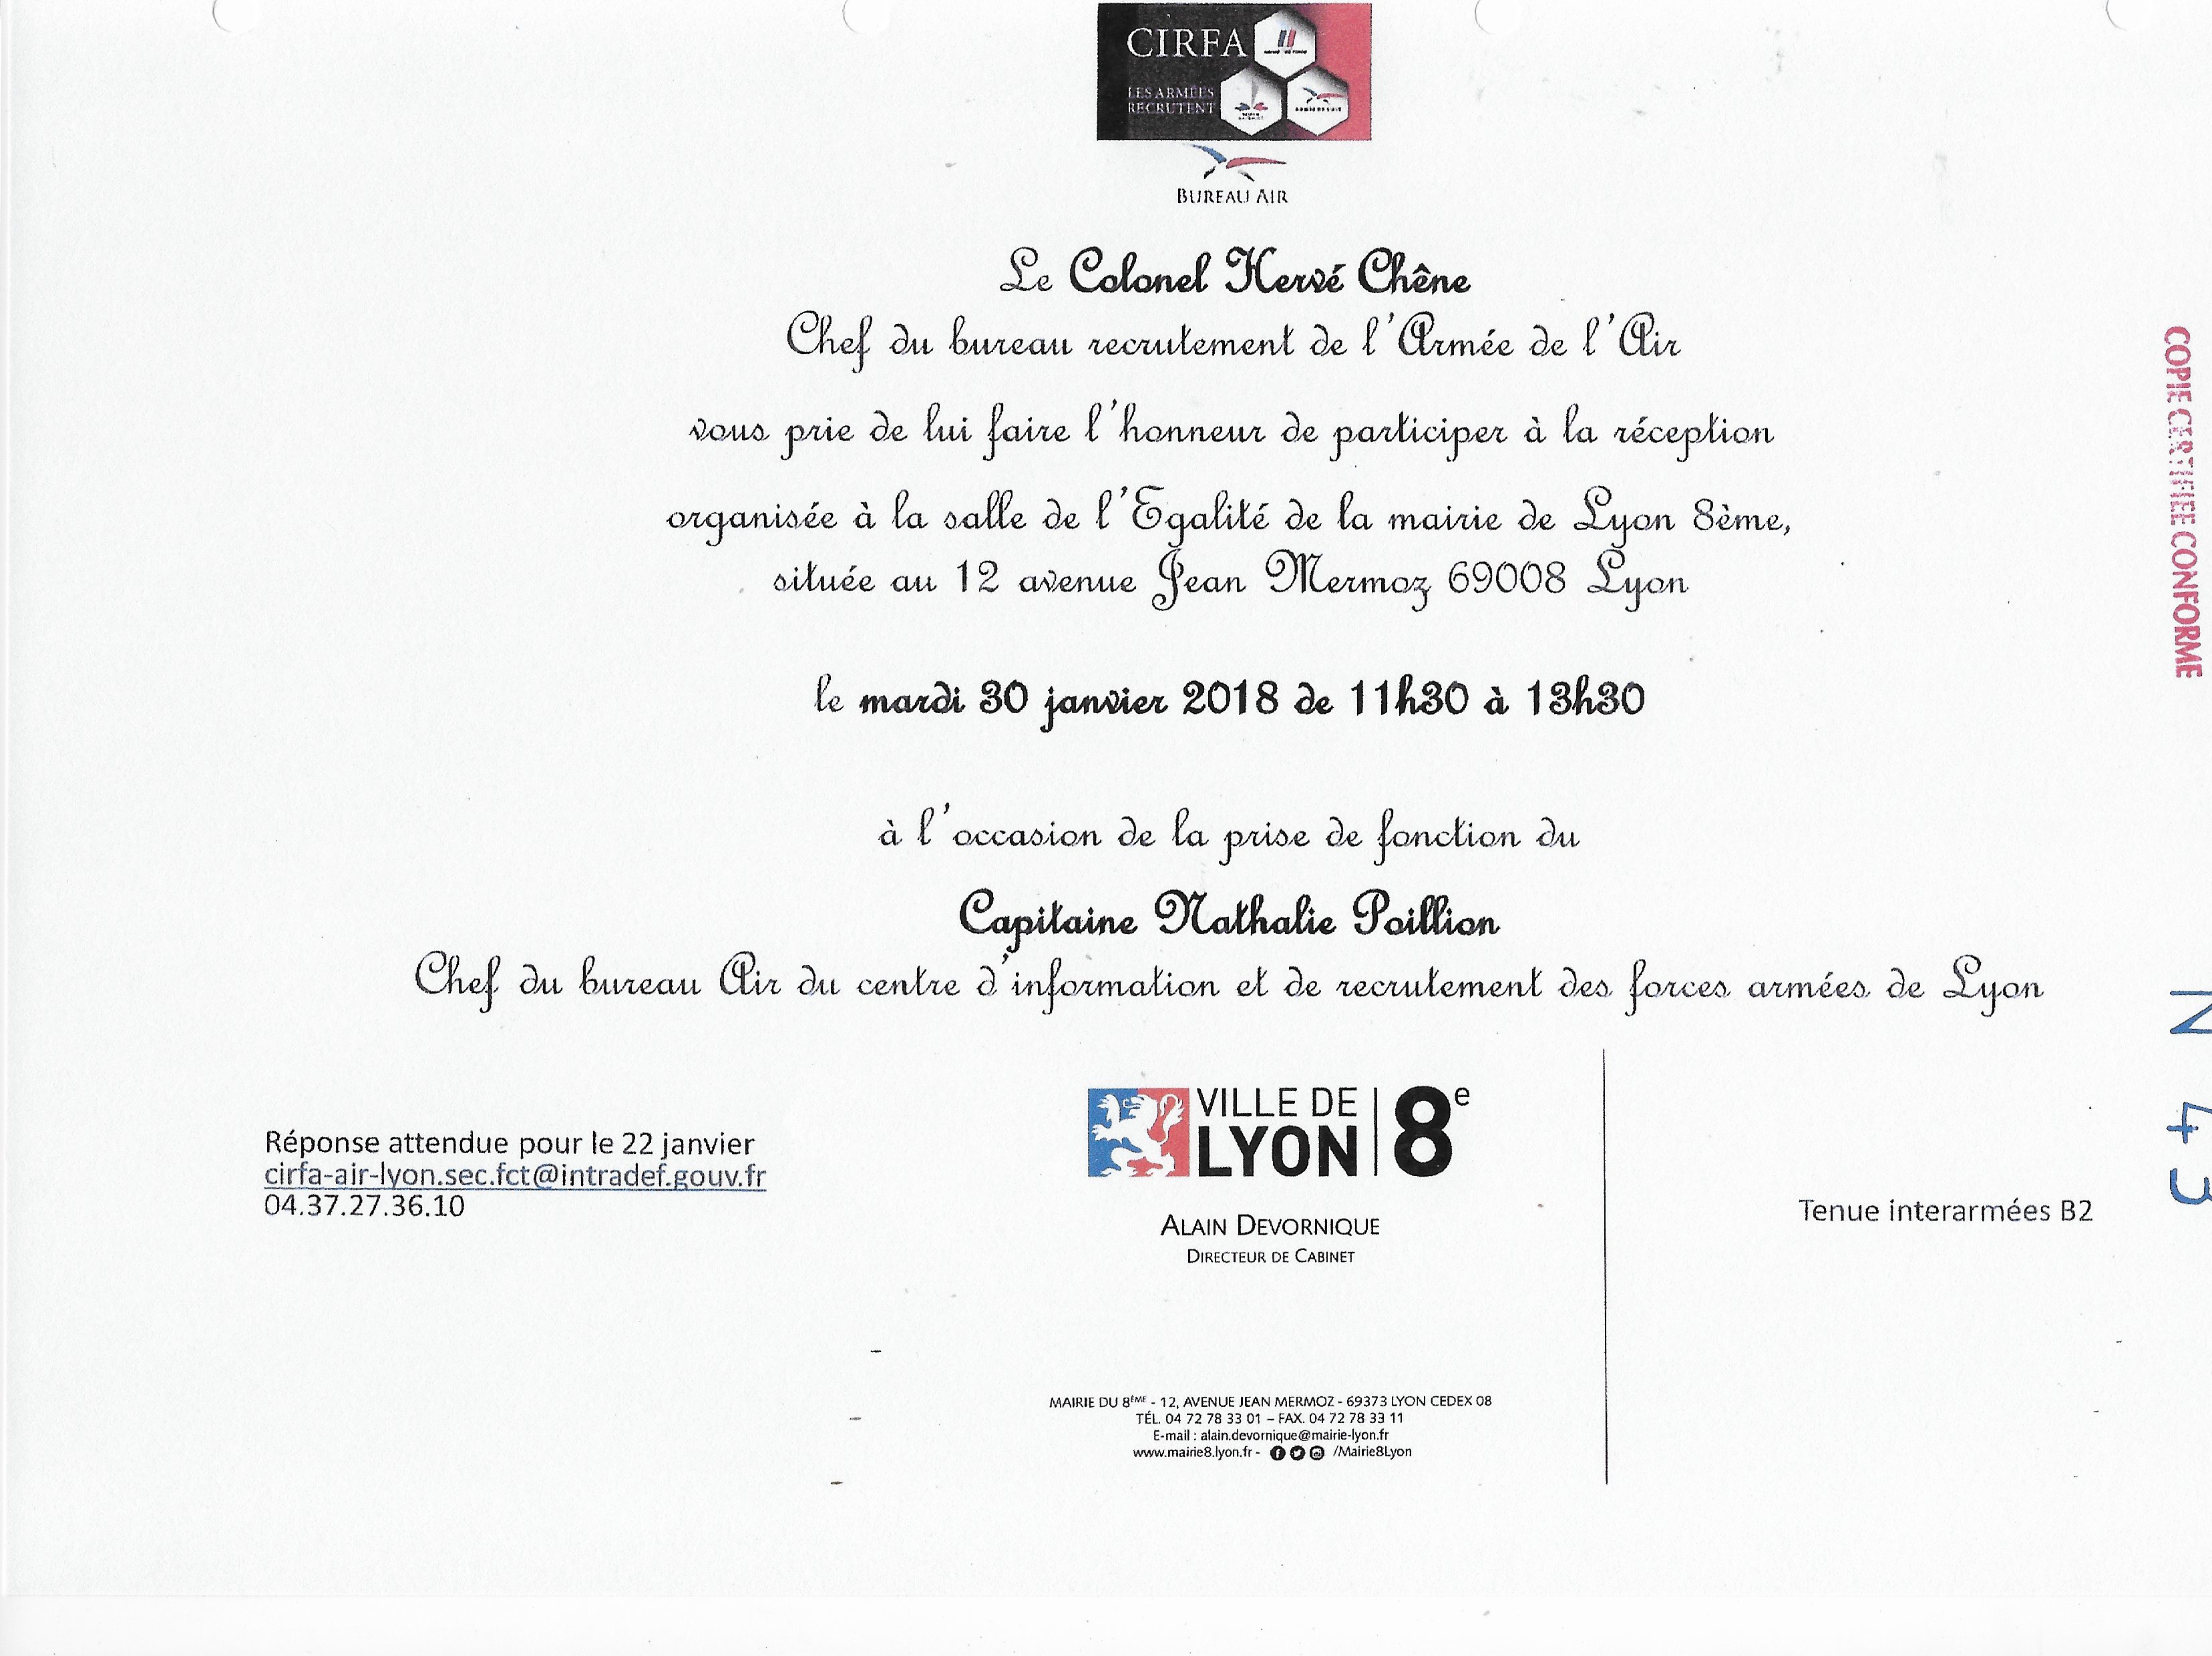 CIRFA
LES ARMÉES
RECRUTENT
BUREAU AIR
Le Colonel Hervé Chêne
Chef du bureau recrutement de l'Armée de l'Air
vous prie de lui faire l'honneur de participer à la réception
organisée à la salle de l'Egalité de la mairie de Lyon 8ème,
située au 12 avenue Jean Mermoz 69008 Lyon
le mardi 30 janvier 2018 de 11h30 à 13h30
à l'occasion de la prise de fonction du
Capitaine Nathalie Poillion
Chef du bureau Air du centre d'information et de recrutement des forces armées de Lyon
Réponse attendue pour le 22 janvier
cirfa-air-lyon.sec.fct@intradef.gouv.fr
04.37.27.36.10
VILLE DE
LYON 8e
ALAIN DEVORNIQUE
DIRECTEUR DE CABINET
MAIRIE DU 8ÈME - 12, AVENUE JEAN MERMOZ - 69373 LYON CEDEX 08
TÉL. 04 72 78 33 01 – FAX. 04 72 78 33 11
E-mail : alain.devornique@mairie-lyon.fr
www.mairie8.lyon.fr - /Mairie8Lyon
Tenue interarmées B2
COPIE CERTIFIEE CONFORME
N 43